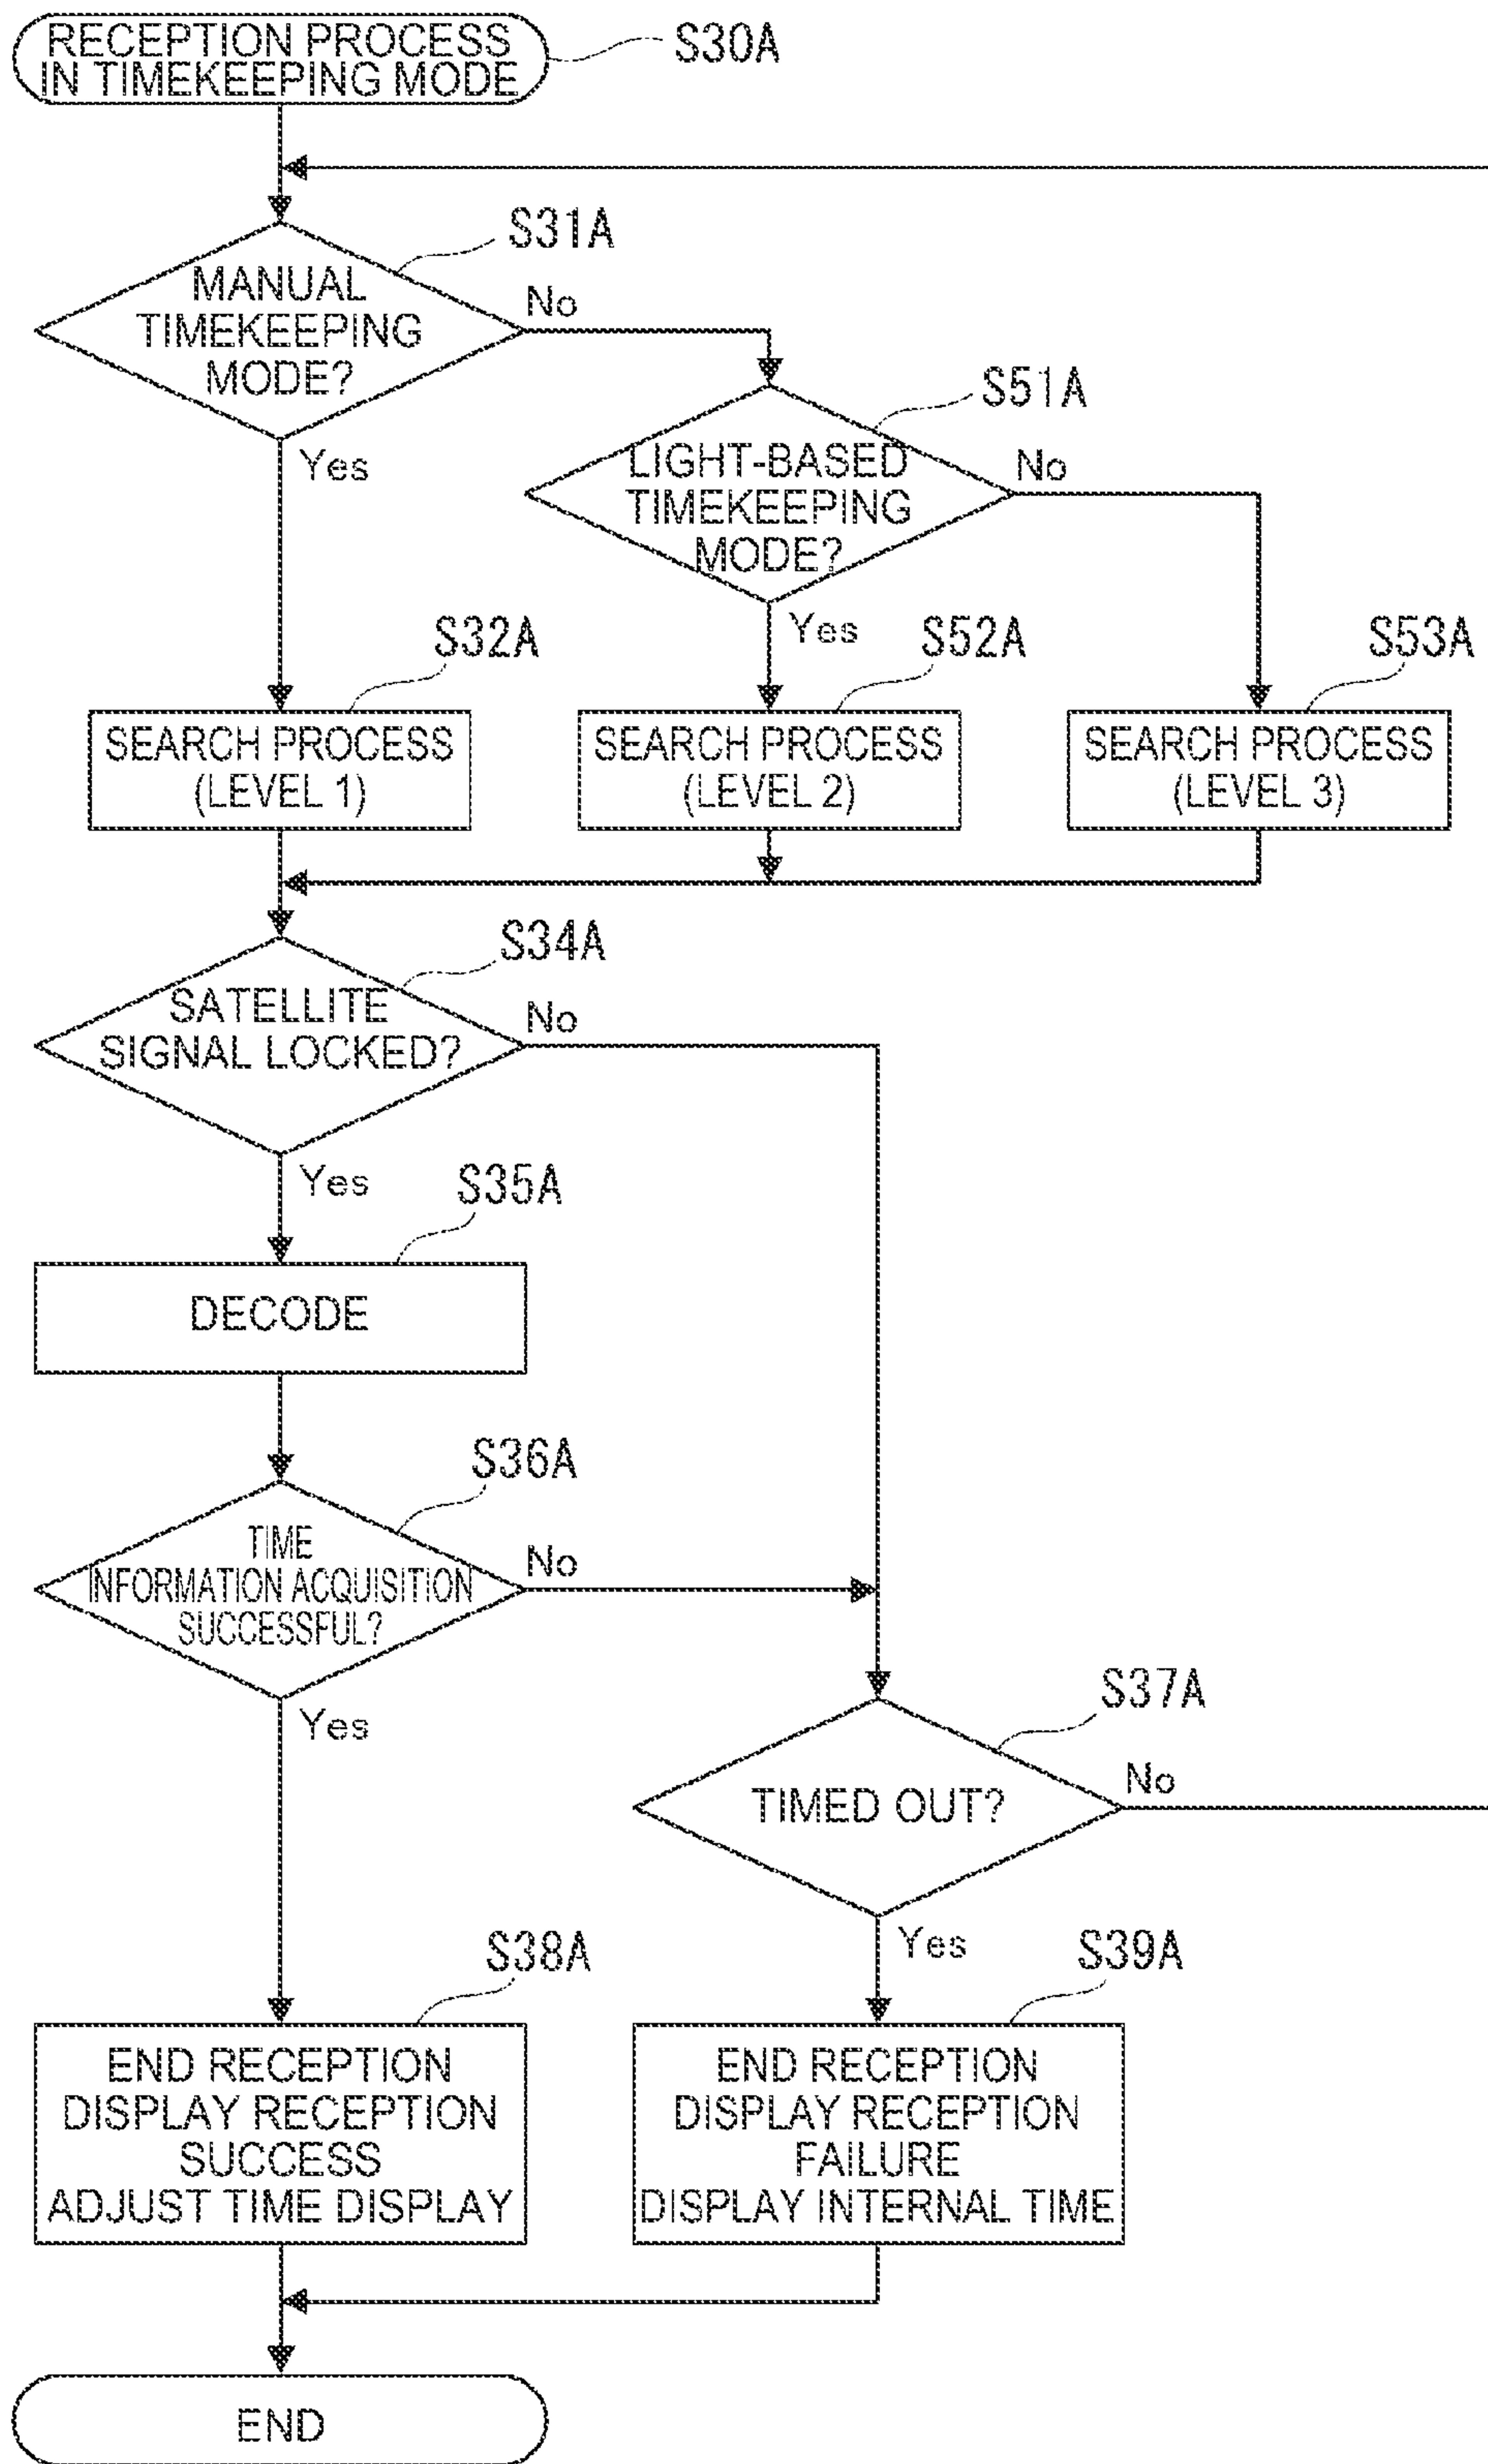 RECEPTION PROCESS
IN TIMEKEEPING MODE
S30A
S31A
MANUAL
TIMEKEEPING
MODE?
No
Yes
S51A
LIGHT-BASED
TIMEKEEPING
MODE?
No
Yes
S32A
S52A
S53A
SEARCH PROCESS
(LEVEL 1)
SEARCH PROCESS
(LEVEL 2)
SEARCH PROCESS
(LEVEL 3)
S34A
SATELLITE
SIGNAL LOCKED?
No
Yes
S35A
DECODE
S36A
TIME
INFORMATION ACQUISITION
SUCCESSFUL?
No
Yes
S37A
TIMED OUT?
No
Yes
S38A
S39A
END RECEPTION
DISPLAY RECEPTION
SUCCESS
ADJUST TIME DISPLAY
END RECEPTION
DISPLAY RECEPTION
FAILURE
DISPLAY INTERNAL TIME
END